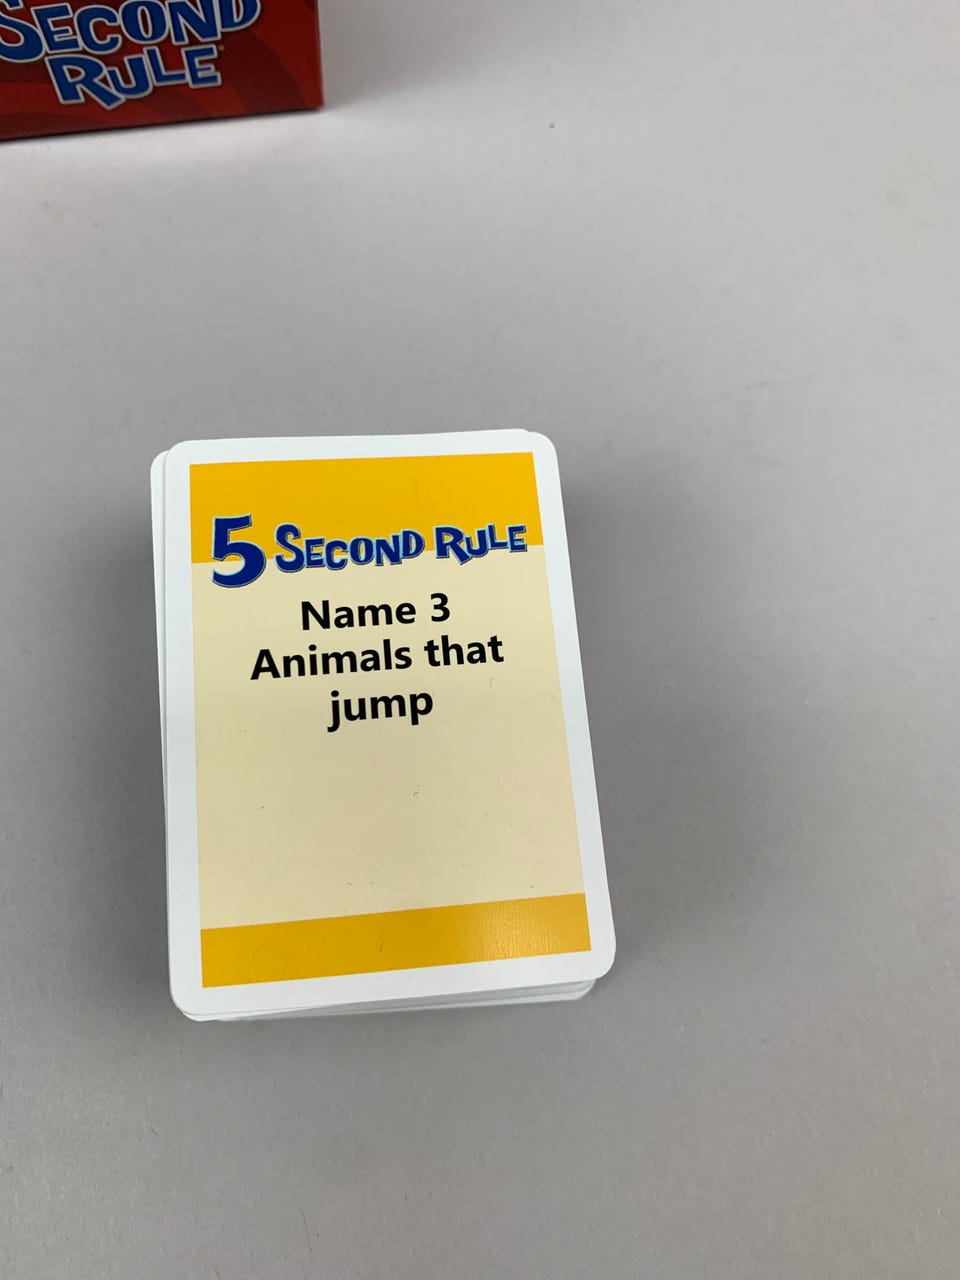 SECOND
RULE
5 SECOND RULE
Name 3
Animals that
jump